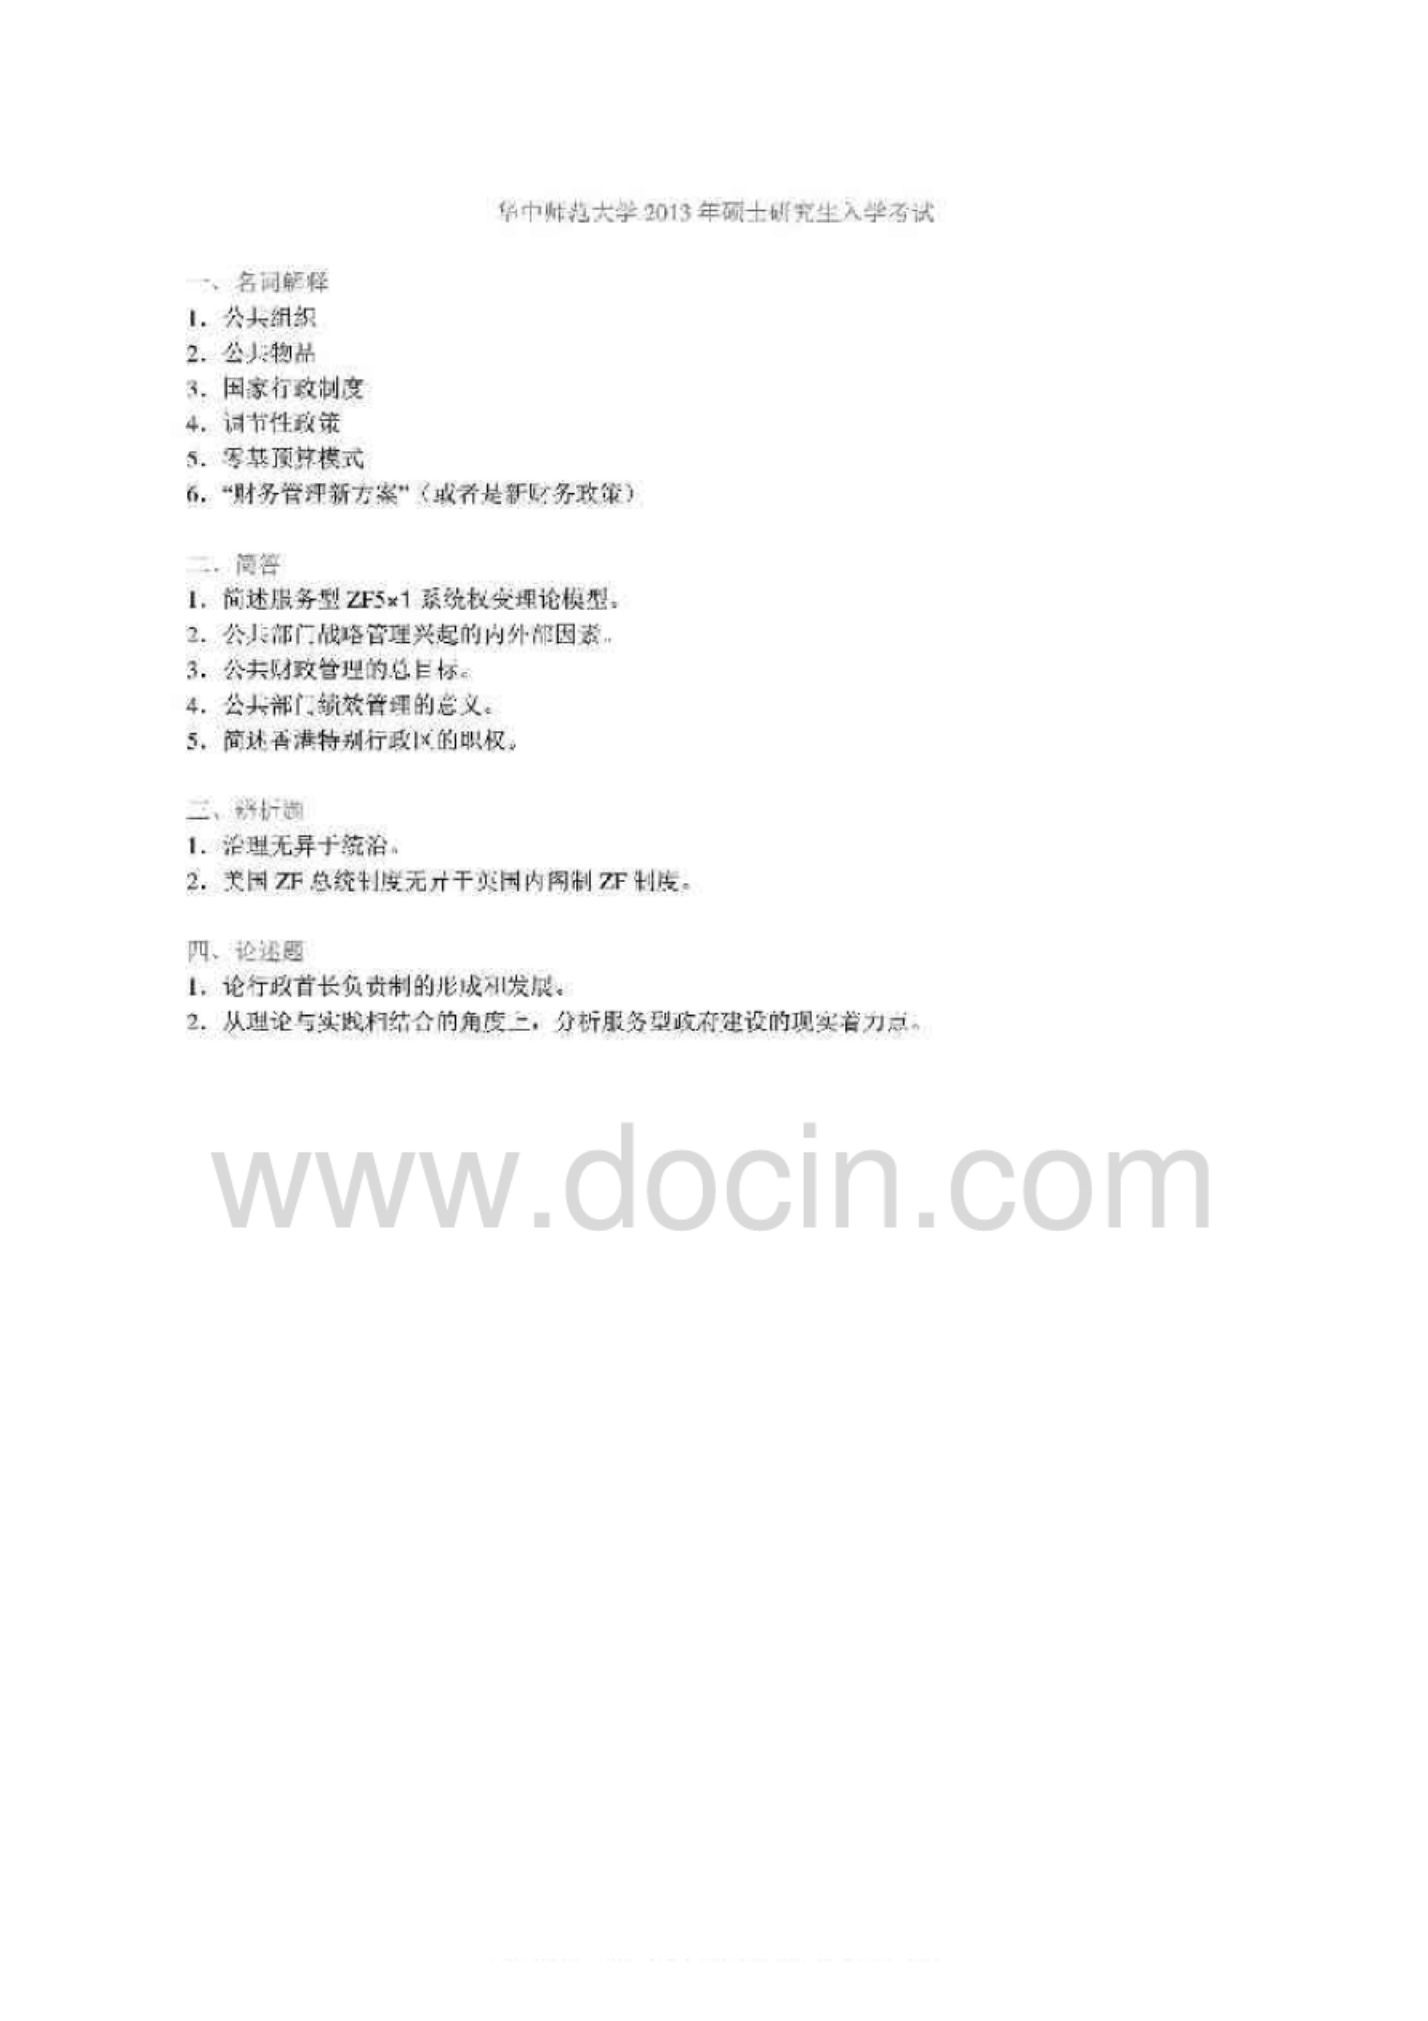 华中师范大学 2013 年硕士研究生入学考试
一、名词解释
1．公共组织
2．公共物品
3．国家行政制度
4．调节性政策
5．零基预算模式
6．“财务管理新方案”（或者是新财务政策）
二．简答
1．简述服务型 ZF5×1 系统权变理论模型。
2．公共部门战略管理兴起的内外部因素。
3．公共财政管理的总目标。
4．公共部门绩效管理的意义。
5．简述香港特别行政区的职权。
三、辨析题
1．治理无异于统治。
2．美国 ZF 总统制度无异于英国内阁制 ZF 制度。
四、论述题
1．论行政首长负责制的形成和发展。
2．从理论与实践相结合的角度上，分析服务型政府建设的现实着力点。
www.docin.com